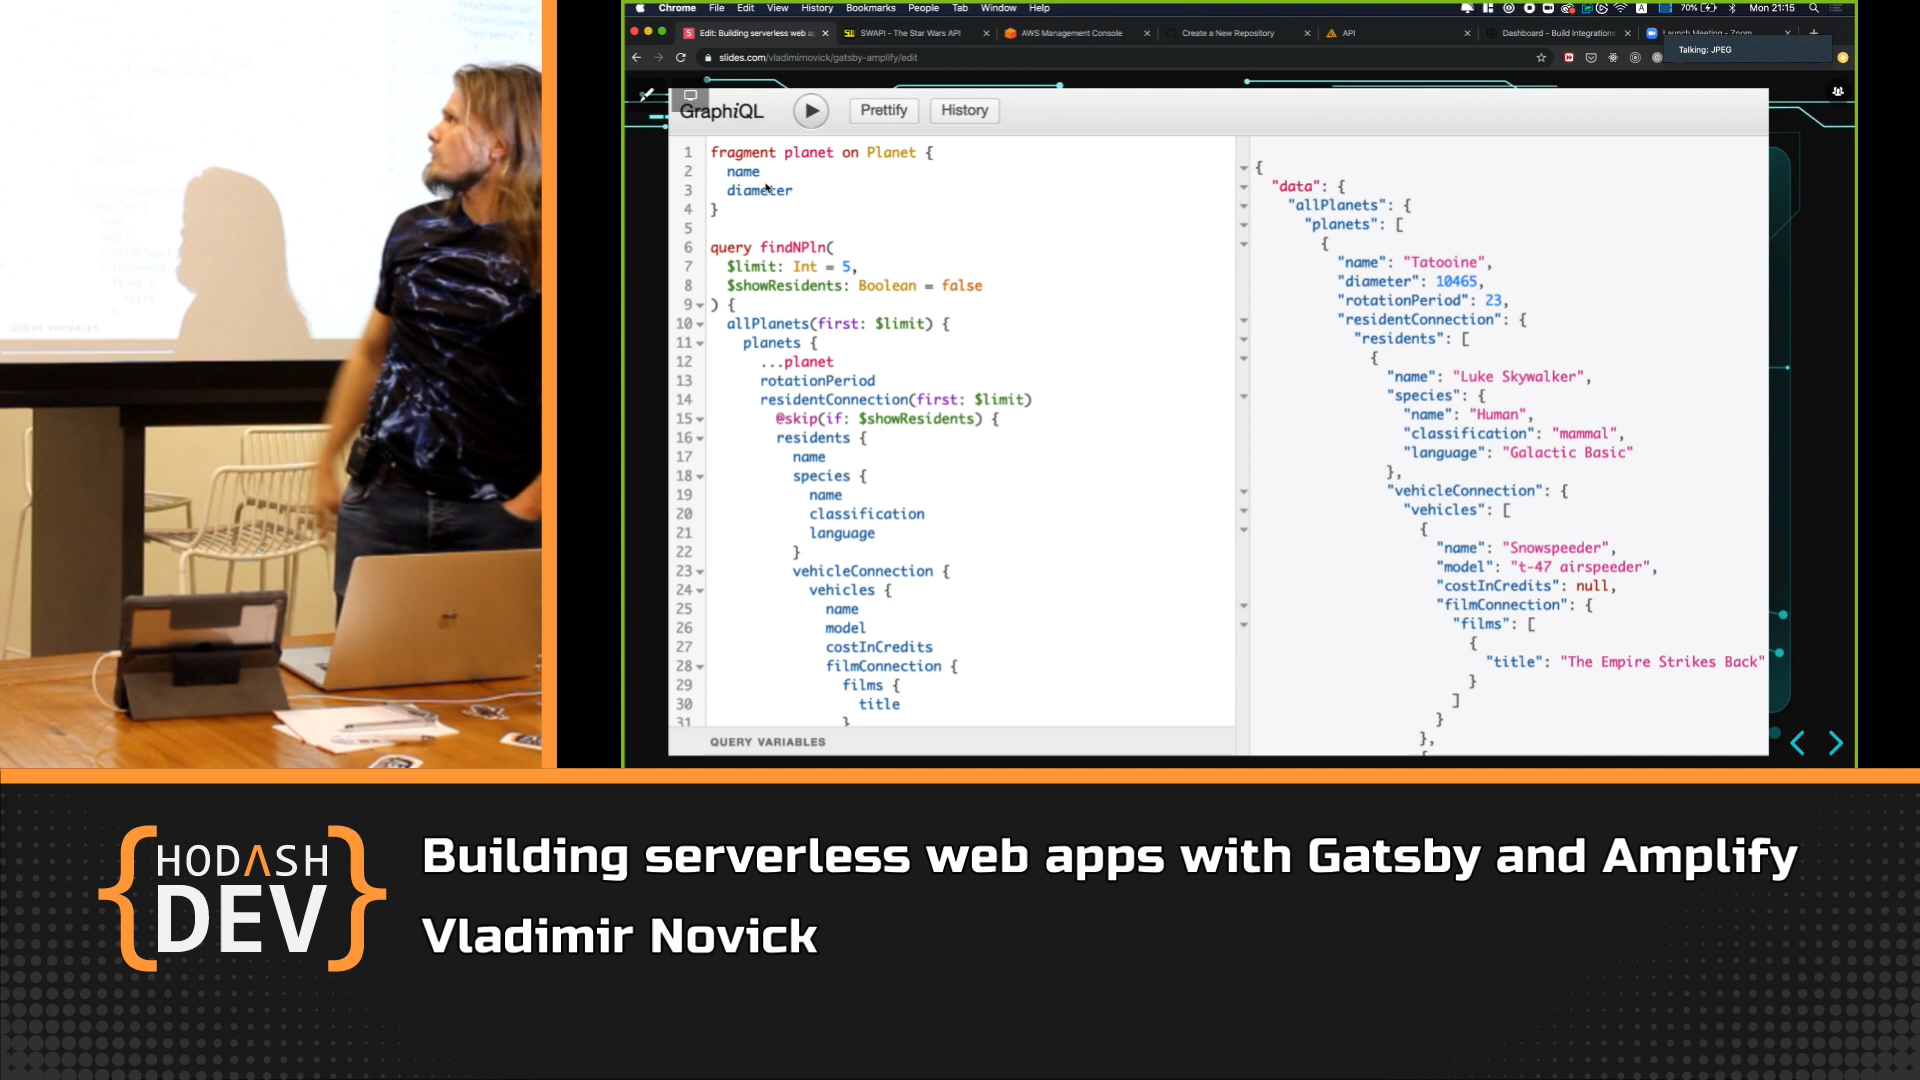 Chrome File Edit View History Bookmarks People Tab Window Help
70% Mon 21:15
Edit: Building serverless web a
SWAPI - The Star Wars API
AWS Management Console
Create a New Repository
API
Dashboard - Build Integrations
Launch Meeting - Zoom
Talking: JPEG
slides.com/vladimirnovick/gatsby-amplify/edit
GraphiQL
Prettify
History
1 fragment planet on Planet {
2 name
3 diameter
4 }
5
6 query findNPln(
7 $limit: Int = 5,
8 $showResidents: Boolean = false
9 ) {
10 allPlanets(first: $limit) {
11 planets {
12 ...planet
13 rotationPeriod
14 residentConnection(first: $limit)
15 @skip(if: $showResidents) {
16 residents {
17 name
18 species {
19 name
20 classification
21 language
22 }
23 vehicleConnection {
24 vehicles {
25 name
26 model
27 costInCredits
28 filmConnection {
29 films {
30 title
31 }
QUERY VARIABLES
{
"data": {
"allPlanets": {
"planets": [
{
"name": "Tatooine",
"diameter": 10465,
"rotationPeriod": 23,
"residentConnection": {
"residents": [
{
"name": "Luke Skywalker",
"species": {
"name": "Human",
"classification": "mammal",
"language": "Galactic Basic"
},
"vehicleConnection": {
"vehicles": [
{
"name": "Snowspeeder",
"model": "t-47 airspeeder",
"costInCredits": null,
"filmConnection": {
"films": [
{
"title": "The Empire Strikes Back"
}
]
}
},
{
HODASH
DEV
Building serverless web apps with Gatsby and Amplify
Vladimir Novick